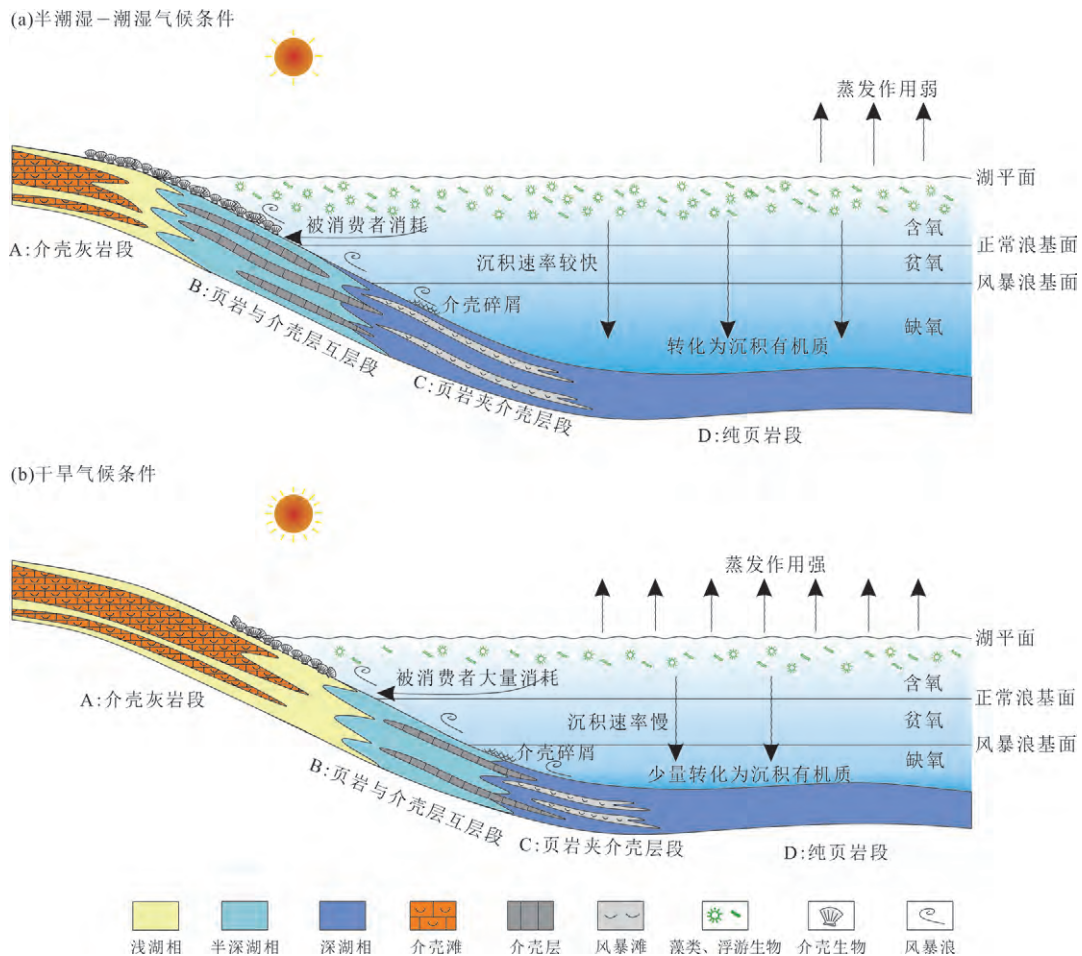 (a)半潮湿－潮湿气候条件
蒸发作用弱
湖平面
被消费者消耗
含氧
正常浪基面
A:介壳灰岩段
沉积速率较快
贫氧
风暴浪基面
B:页岩与介壳层互层段
介壳碎屑
缺氧
转化为沉积有机质
C:页岩夹介壳层段
D:纯页岩段
(b)干旱气候条件
蒸发作用强
湖平面
被消费者大量消耗
含氧
A:介壳灰岩段
正常浪基面
沉积速率慢
贫氧
风暴浪基面
介壳碎屑
缺氧
B:页岩与介壳层互层段
少量转化为沉积有机质
C:页岩夹介壳层段
D:纯页岩段
浅湖相 半深湖相 深湖相 介壳滩 介壳层 风暴滩 藻类、浮游生物 介壳生物 风暴浪